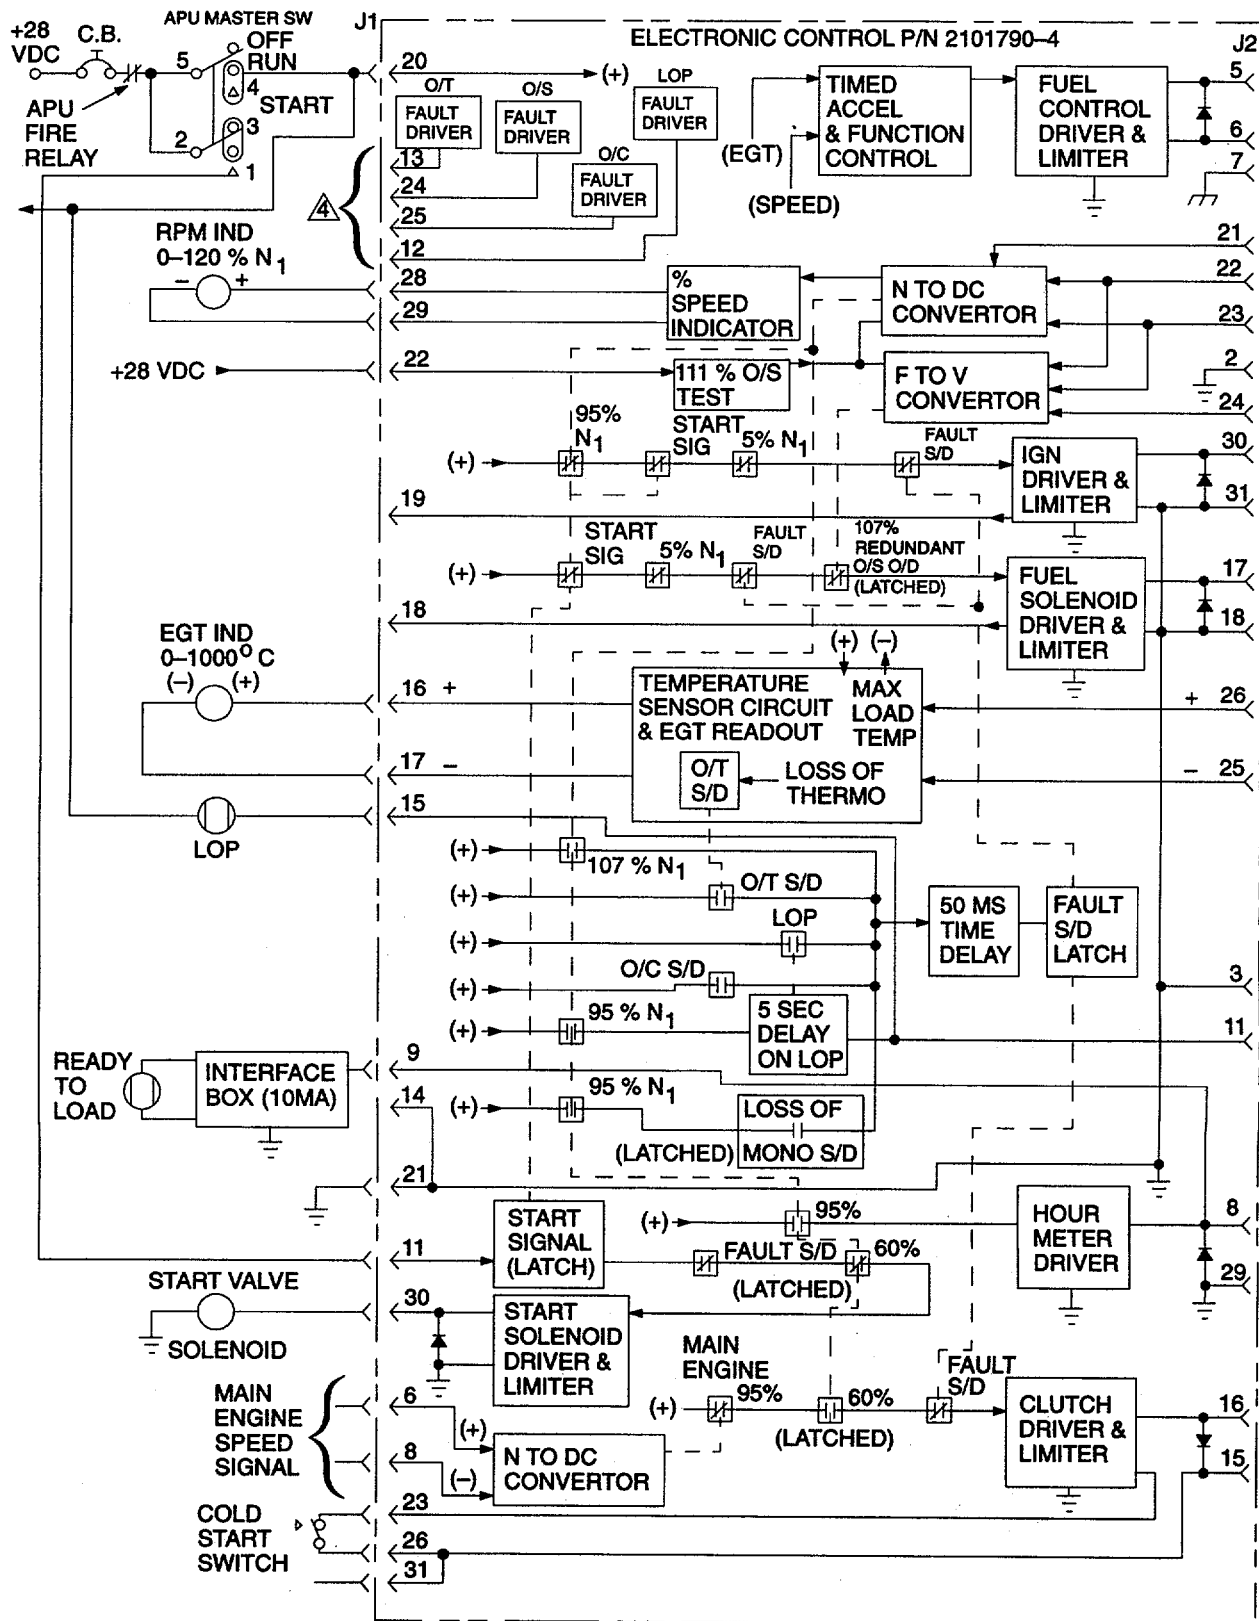 APU MASTER SW
J1
+28
VDC
C.B.
OFF
RUN
5
4
START
2
3
1
APU
FIRE
RELAY
ELECTRONIC CONTROL P/N 2101790–4
J2
20
(+)
O/T
FAULT
DRIVER
O/S
FAULT
DRIVER
LOP
FAULT
DRIVER
O/C
FAULT
DRIVER
13
24
25
12
4
(EGT)
(SPEED)
TIMED
ACCEL
& FUNCTION
CONTROL
FUEL
CONTROL
DRIVER &
LIMITER
5
6
7
RPM IND
0–120 % N1
–
+
28
29
%
SPEED
INDICATOR
N TO DC
CONVERTOR
21
22
23
+28 VDC
22
111 % O/S
TEST
F TO V
CONVERTOR
2
24
95%
N1
START
SIG
5% N1
FAULT
S/D
(+)
IGN
DRIVER &
LIMITER
30
31
19
START
SIG
5% N1
FAULT
S/D
107%
REDUNDANT
O/S O/D
(LATCHED)
(+)
FUEL
SOLENOID
DRIVER &
LIMITER
17
18
18
EGT IND
0–1000° C
(–)
(+)
16
+
17
–
TEMPERATURE
SENSOR CIRCUIT
& EGT READOUT
(+)
(–)
MAX
LOAD
TEMP
O/T
S/D
LOSS OF
THERMO
+
26
–
25
15
LOP
(+)
107 % N1
(+)
O/T S/D
(+)
LOP
(+)
O/C S/D
(+)
95 % N1
5 SEC
DELAY
ON LOP
50 MS
TIME
DELAY
FAULT
S/D
LATCH
3
11
READY
TO
LOAD
INTERFACE
BOX (10MA)
9
14
(+)
95 % N1
(LATCHED)
LOSS OF
MONO S/D
21
START
SIGNAL
(LATCH)
(+)
95%
HOUR
METER
DRIVER
8
29
11
FAULT S/D
(LATCHED)
60%
START VALVE
SOLENOID
30
START
SOLENOID
DRIVER &
LIMITER
MAIN
ENGINE
SPEED
SIGNAL
6
(+)
8
(–)
N TO DC
CONVERTOR
MAIN
ENGINE
95%
(+)
60%
(LATCHED)
FAULT
S/D
CLUTCH
DRIVER &
LIMITER
16
15
COLD
START
SWITCH
23
26
31